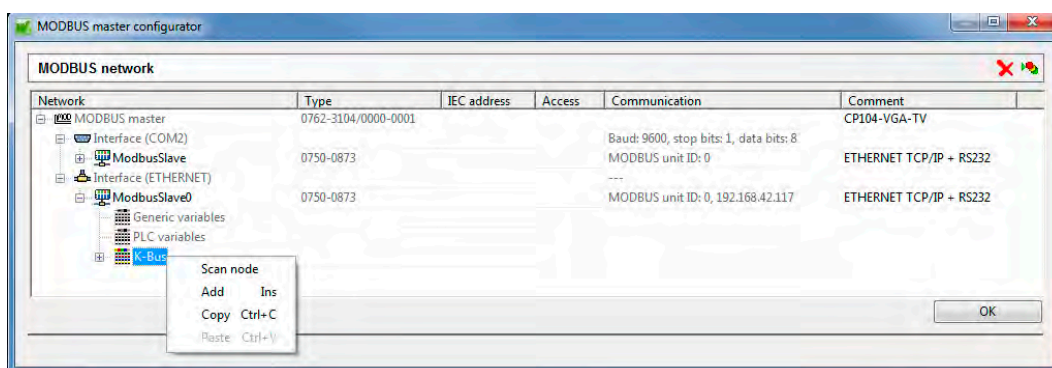 MODBUS master configurator
MODBUS network
Network Type IEC address Access Communication Comment
MODBUS master 0762-3104/0000-0001 CP104-VGA-TV
Interface (COM2) Baud: 9600, stop bits: 1, data bits: 8
ModbusSlave 0750-0873 MODBUS unit ID: 0 ETHERNET TCP/IP + RS232
Interface (ETHERNET) ---
ModbusSlave0 0750-0873 MODBUS unit ID: 0, 192.168.42.117 ETHERNET TCP/IP + RS232
Generic variables
PLC variables
K-Bus
Scan node
Add Ins
Copy Ctrl+C
Paste Ctrl+V
OK